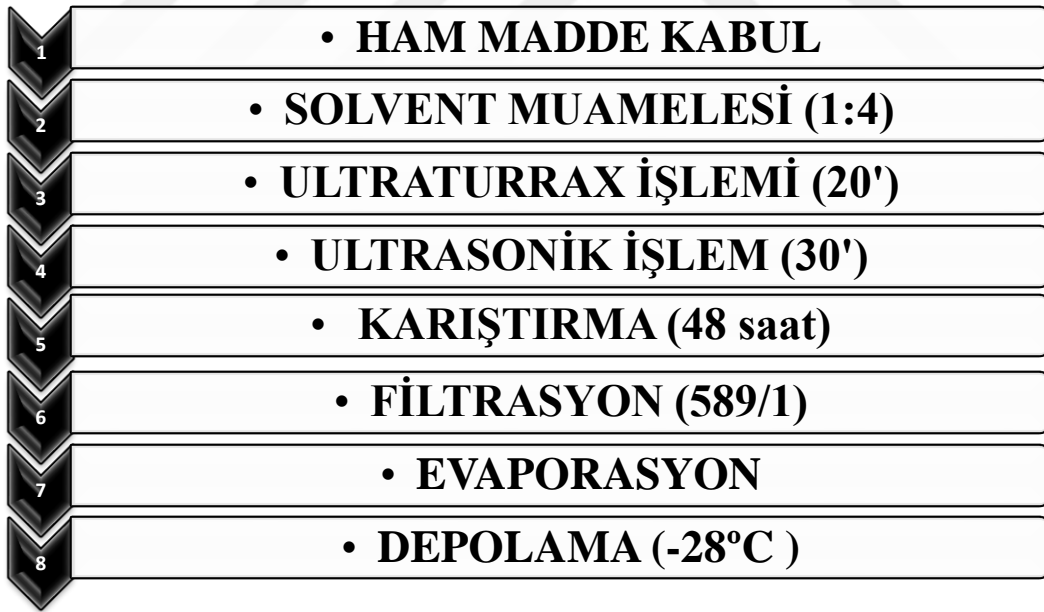 1 • HAM MADDE KABUL
2 • SOLVENT MUAMELESİ (1:4)
3 • ULTRATURRAX İŞLEMİ (20')
4 • ULTRASONİK İŞLEM (30')
5 • KARIŞTIRMA (48 saat)
6 • FİLTRASYON (589/1)
7 • EVAPORASYON
8 • DEPOLAMA (-28ºC )